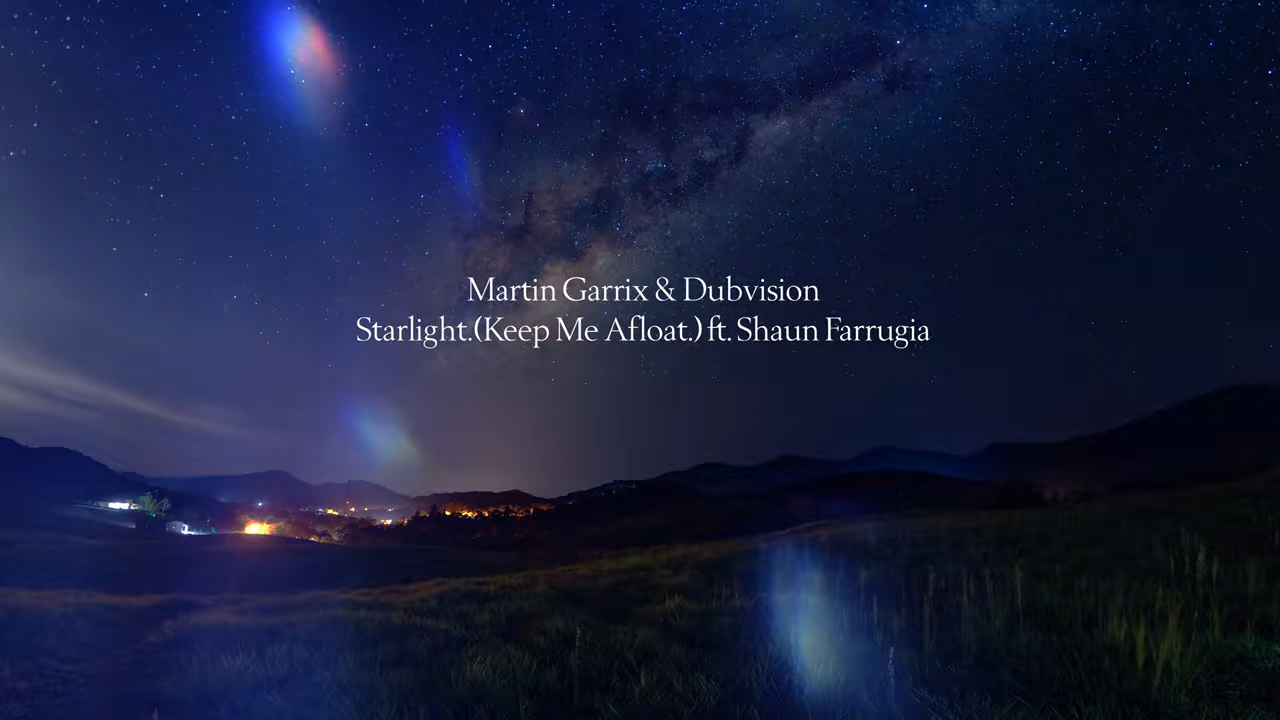 Martin Garrix & Dubvision
Starlight.(Keep Me Afloat.) ft. Shaun Farrugia